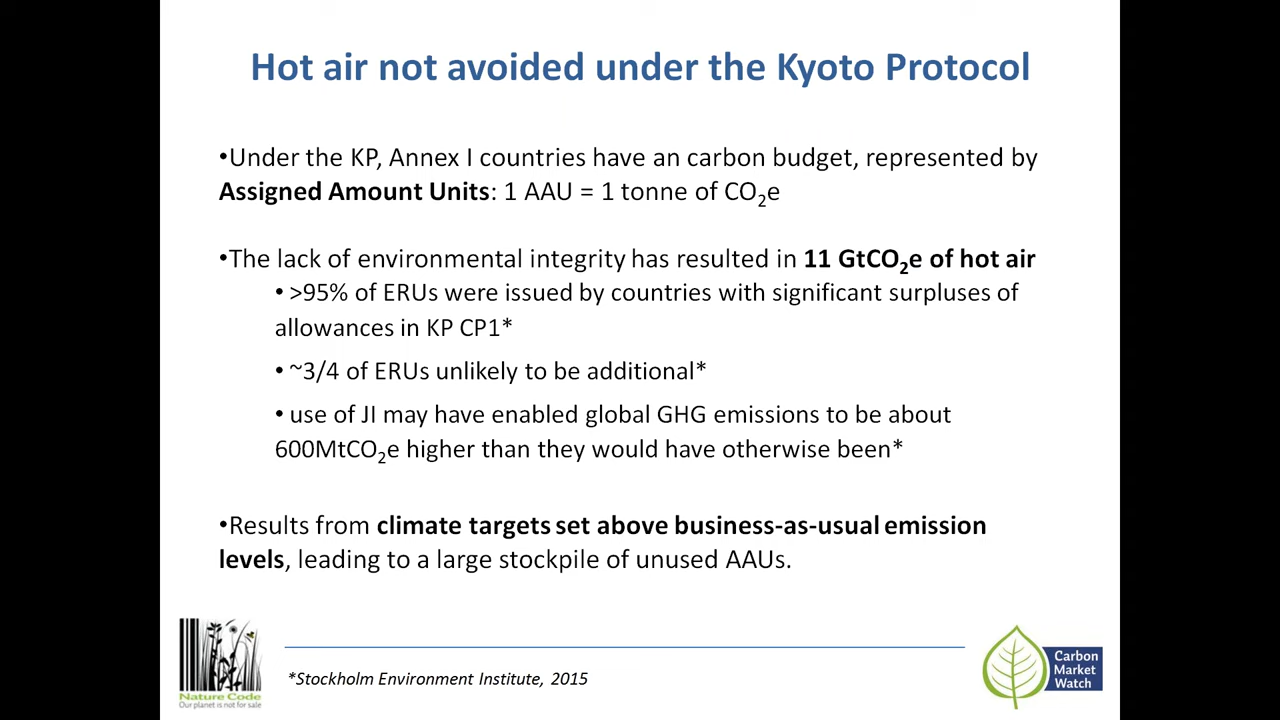 Hot air not avoided under the Kyoto Protocol
•Under the KP, Annex I countries have an carbon budget, represented by
Assigned Amount Units: 1 AAU = 1 tonne of CO₂e
•The lack of environmental integrity has resulted in 11 GtCO₂e of hot air
• >95% of ERUs were issued by countries with significant surpluses of
allowances in KP CP1*
• ~3/4 of ERUs unlikely to be additional*
• use of JI may have enabled global GHG emissions to be about
600MtCO₂e higher than they would have otherwise been*
•Results from climate targets set above business-as-usual emission
levels, leading to a large stockpile of unused AAUs.
Nature Code
Our planet is not for sale
*Stockholm Environment Institute, 2015
Carbon
Market
Watch